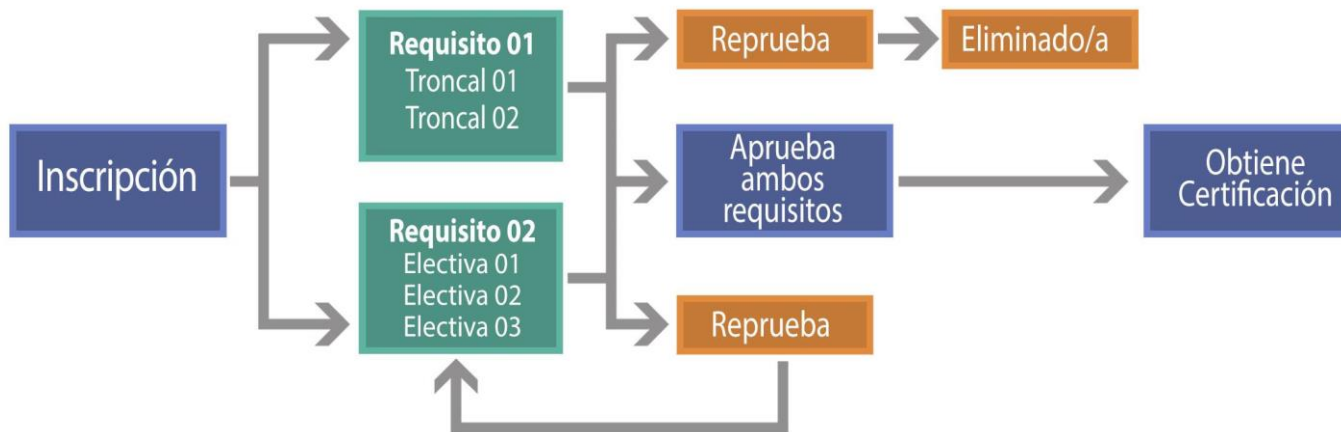 Inscripción
Requisito 01
Troncal 01
Troncal 02
Requisito 02
Electiva 01
Electiva 02
Electiva 03
Reprueba
Eliminado/a
Aprueba
ambos
requisitos
Obtiene
Certificación
Reprueba